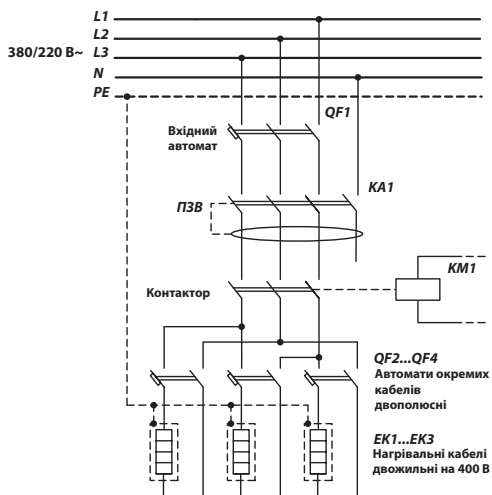 L1
L2
380/220 В~ L3
N
PE
QF1
Вхідний
автомат
KA1
ПЗВ
KM1
Контактор
QF2...QF4
Автомати окремих
кабелів
двополюсні
EK1...EK3
Нагрівальні кабелі
двожильні на 400 В